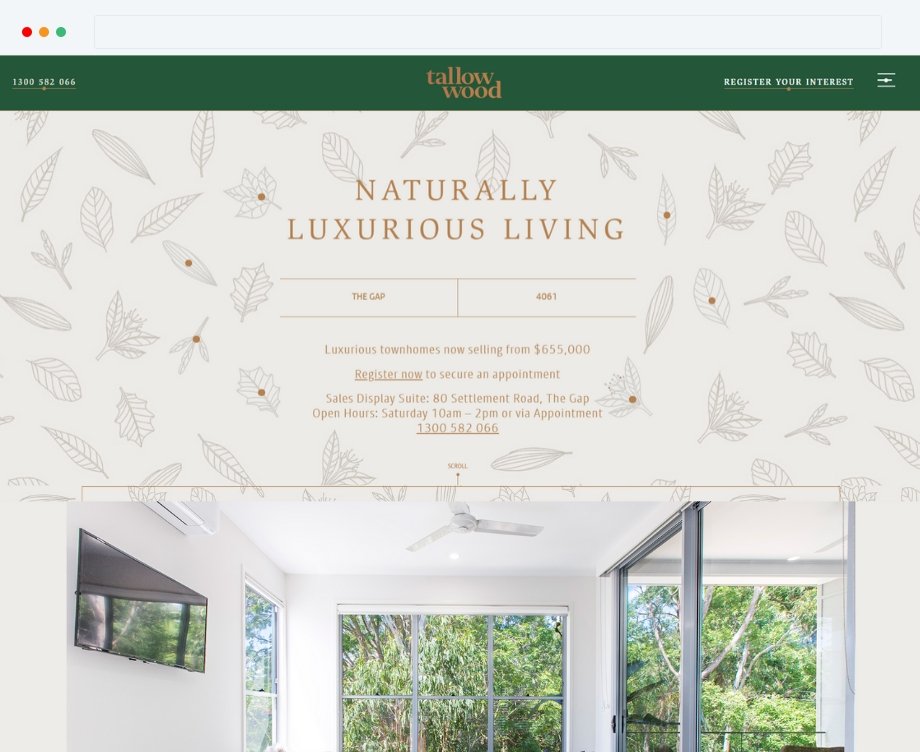 1300 582 066
tallow
wood
REGISTER YOUR INTEREST
NATURALLY
LUXURIOUS LIVING
THE GAP
4061
Luxurious townhomes now selling from $655,000
Register now to secure an appointment
Sales Display Suite: 80 Settlement Road, The Gap
Open Hours: Saturday 10am – 2pm or via Appointment
1300 582 066
SCROLL